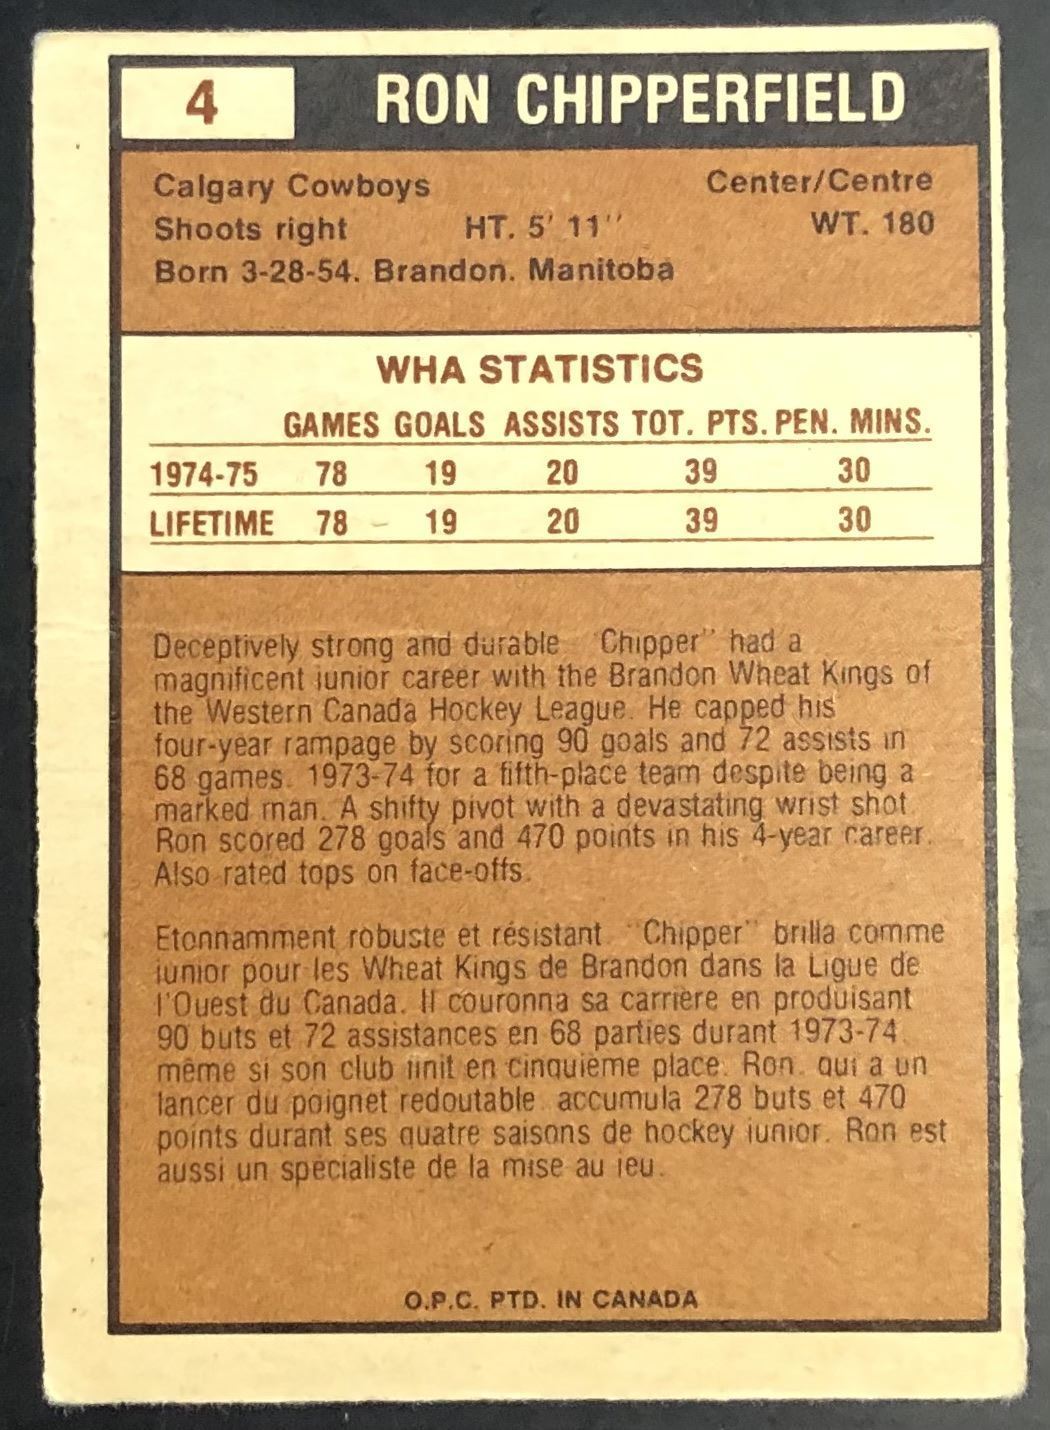 4 RON CHIPPERFIELD
Calgary Cowboys Center/Centre
Shoots right HT. 5' 11'' WT. 180
Born 3-28-54. Brandon. Manitoba
WHA STATISTICS
GAMES GOALS ASSISTS TOT. PTS. PEN. MINS.
1974-75 78 19 20 39 30
LIFETIME 78 19 20 39 30
Deceptively strong and durable "Chipper" had a
magnificent junior career with the Brandon Wheat Kings of
the Western Canada Hockey League. He capped his
four-year rampage by scoring 90 goals and 72 assists in
68 games. 1973-74 for a fifth-place team despite being a
marked man. A shifty pivot with a devastating wrist shot.
Ron scored 278 goals and 470 points in his 4-year career.
Also rated tops on face-offs.
Etonnamment robuste et résistant "Chipper" brilla comme
junior pour les Wheat Kings de Brandon dans la Ligue de
l'Ouest du Canada. Il couronna sa carrière en produisant
90 buts et 72 assistances en 68 parties durant 1973-74
même si son club finit en cinquième place. Ron. qui a un
lancer du poignet redoutable accumula 278 buts et 470
points durant ses quatre saisons de hockey junior. Ron est
aussi un spécialiste de la mise au jeu.
O.P.C. PTD. IN CANADA